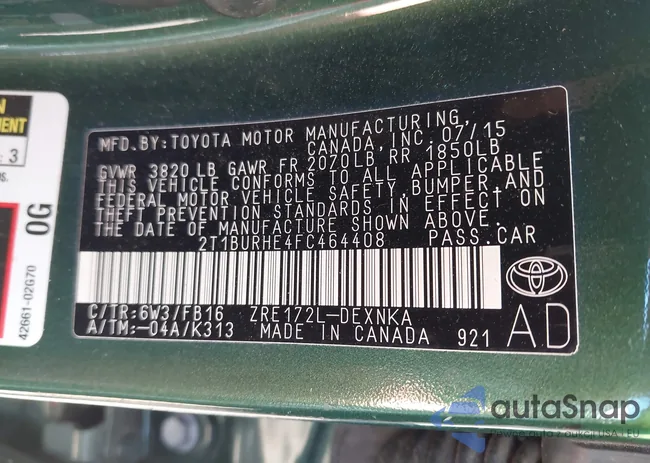 MFD.BY:TOYOTA MOTOR MANUFACTURING,
CANADA,INC.07/15
GVWR 3820 LB GAWR FR 2070LB RR 1850LB
THIS VEHICLE CONFORMS TO ALL APPLICABLE
FEDERAL MOTOR VEHICLE SAFETY,BUMPER,AND
THEFT PREVENTION STANDARDS IN EFFECT ON
THE DATE OF MANUFACTURE SHOWN ABOVE.
2T1BURHE4FC464408 PASS.CAR
C/TR:6W3/FB16 ZRE172L-DEXNKA
A/TM:-04A/K313 MADE IN CANADA 921
AD
3
0G
42661-02G70
autaSnap